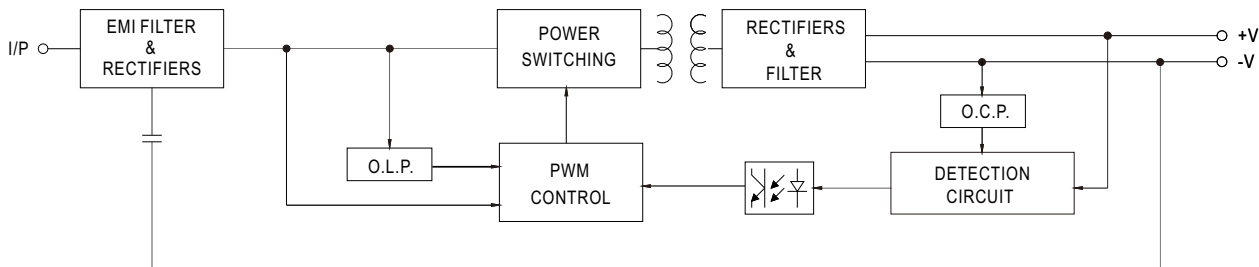 I/P
EMI FILTER
&
RECTIFIERS
POWER
SWITCHING
RECTIFIERS
&
FILTER
+V
-V
O.C.P.
O.L.P.
PWM
CONTROL
DETECTION
CIRCUIT